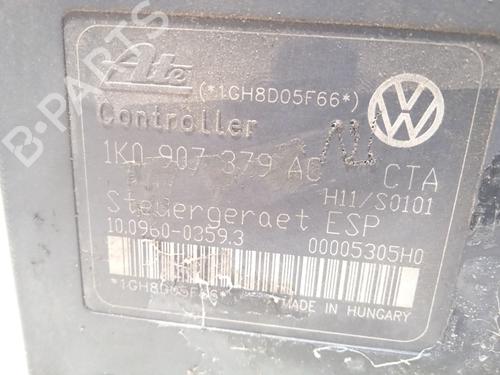 B-PARTS
Ate
(*1GH8D05F66*)
Controller
1K0 907 379 AC
CTA
H11/S0101
Steuergeraet ESP
10.0960-0359.3
00005305H0
*1GH8D05F66*
MADE IN HUNGARY